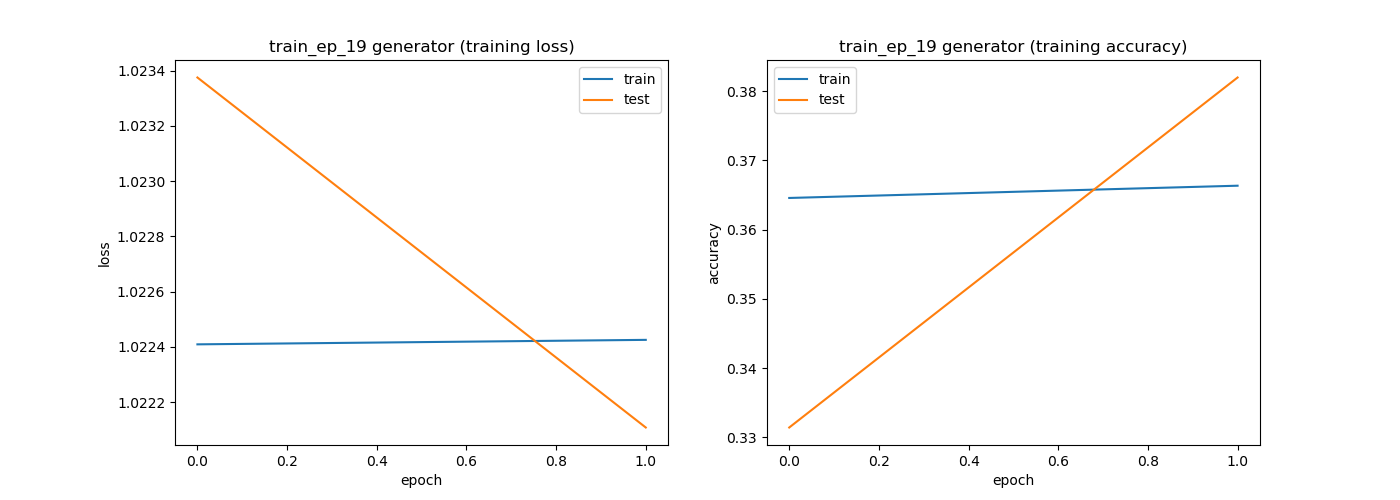 train_ep_19 generator (training loss)
1.0234
1.0232
1.0230
1.0228
1.0226
1.0224
1.0222
loss
train
test
0.0
0.2
0.4
0.6
0.8
1.0
epoch
train_ep_19 generator (training accuracy)
0.38
0.37
0.36
0.35
0.34
0.33
accuracy
train
test
0.0
0.2
0.4
0.6
0.8
1.0
epoch